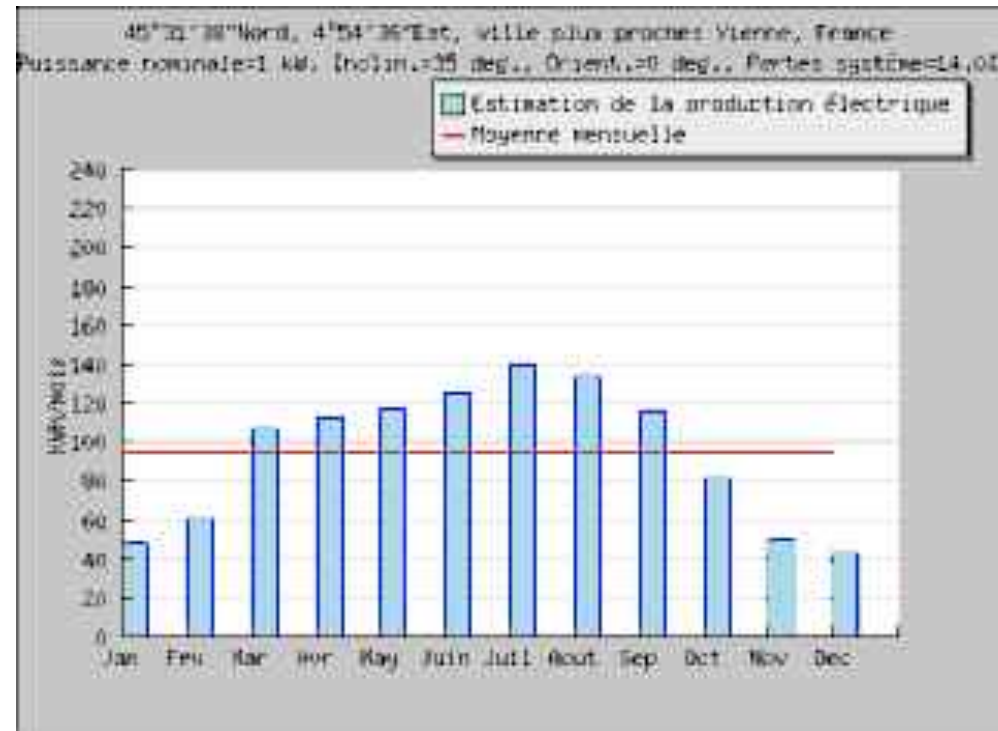 45°31'38"Nord, 4°54'36"Est, ville plus proche: Vienne, France
Puissance nominale=1 kW, Inclin.=35 deg., Orient.=0 deg., Pertes système=14,0%
Estimation de la production électrique
Moyenne mensuelle
kWh/Mois
240
220
200
180
160
140
120
100
80
60
40
20
0
Jan Fev Mar Avr May Juin Juil Aout Sep Oct Nov Dec